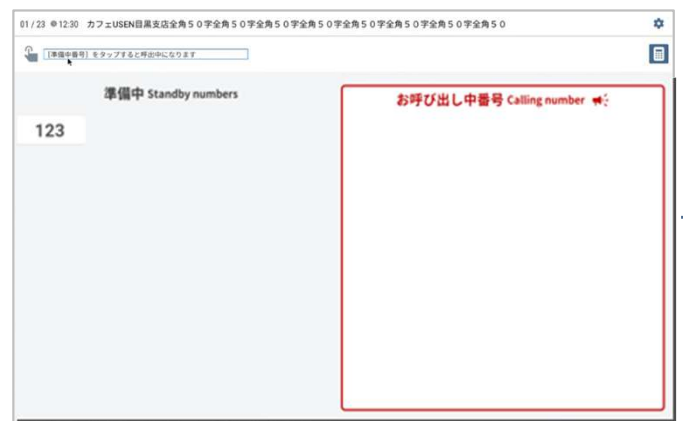 01 / 23 12:30 カフェUSEN目黒支店全角50字全角50字全角50字全角50字全角50字全角50字全角50
[準備中番号] をタップすると呼出中になります
準備中 Standby numbers
お呼び出し中番号 Calling number
123